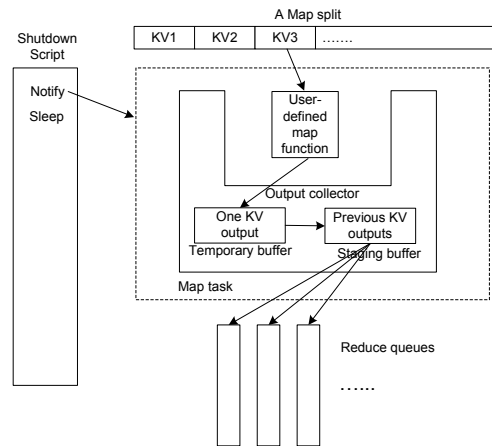 A Map split
Shutdown
Script
KV1 KV2 KV3 .......
Notify
Sleep
User-
defined
map
function
Output collector
One KV
output
Previous KV
outputs
Temporary buffer
Staging buffer
Map task
Reduce queues
......